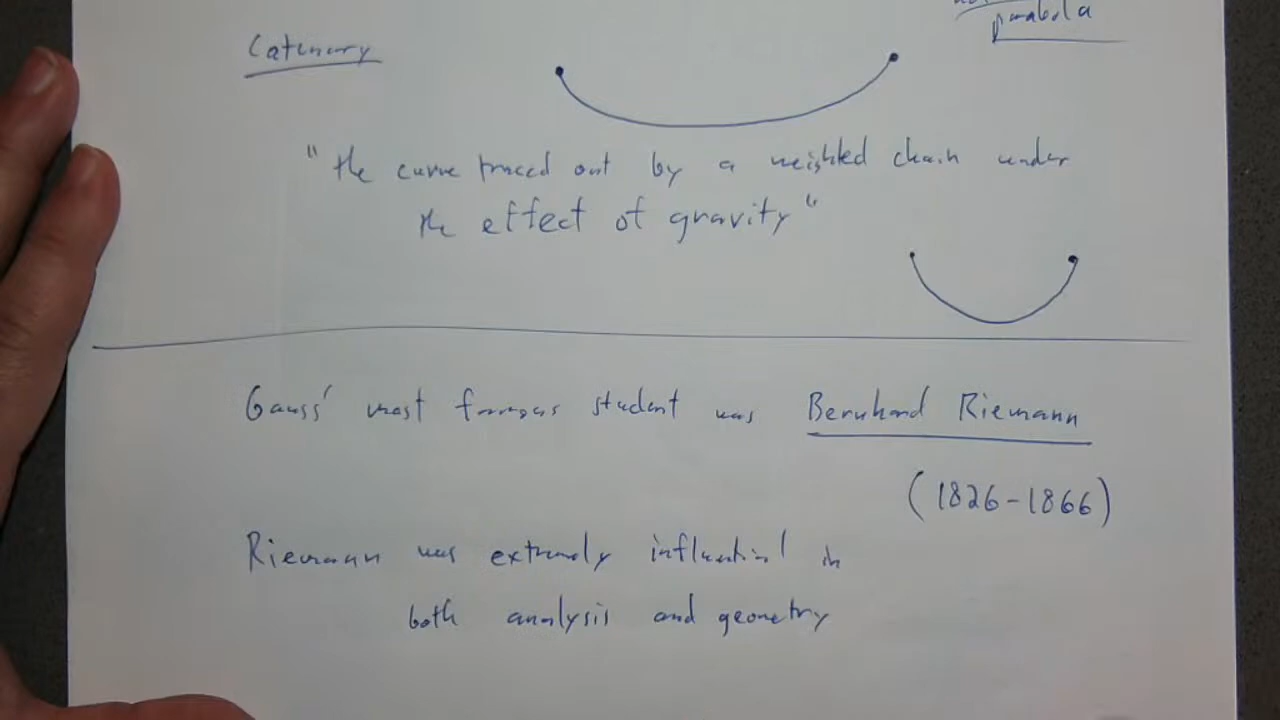 parabola
Catenary
"the curve traced out by a weighted chain under
the effect of gravity"
Gauss' most famous student was Bernhard Riemann
(1826-1866)
Riemann was extremely influential in
both analysis and geometry